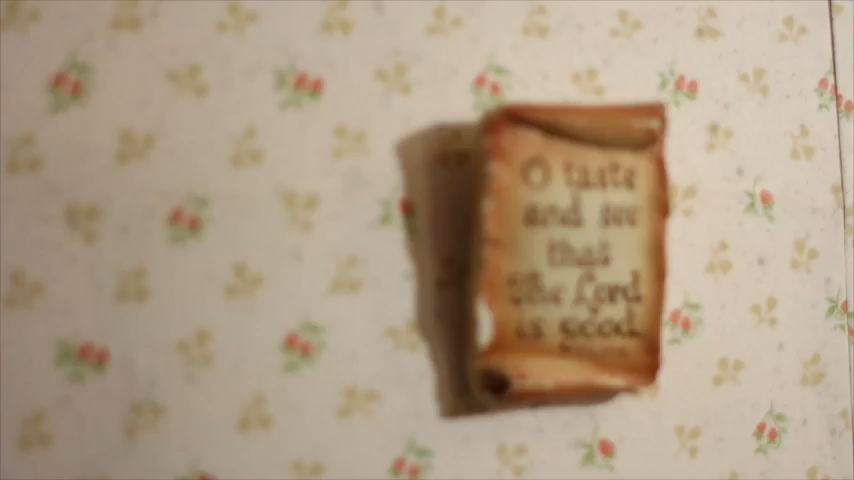 O taste
and see
that
The Lord
is good.